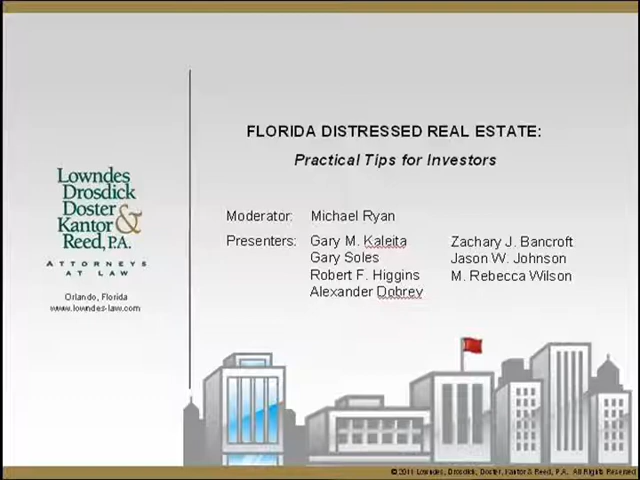 FLORIDA DISTRESSED REAL ESTATE:
Practical Tips for Investors
Lowndes
Drosdick
Doster
Kantor &
Reed, P.A.
ATTORNEYS
AT LAW
Orlando, Florida
www.lowndes-law.com
Moderator: Michael Ryan
Presenters: Gary M. Kaleita
Gary Soles
Robert F. Higgins
Alexander Dobrev
Zachary J. Bancroft
Jason W. Johnson
M. Rebecca Wilson
© 2011 Lowndes, Drosdick, Doster, Kantor & Reed, P.A. All Rights Reserved